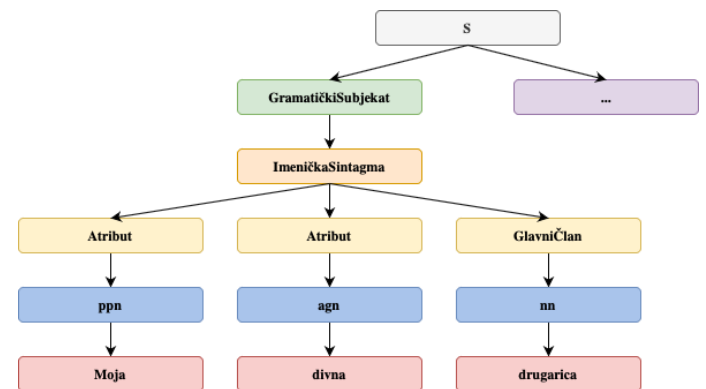 S
GramatičkiSubjekat
...
ImeničkaSintagma
Atribut
Atribut
GlavniČlan
ppn
agn
nn
Moja
divna
drugarica